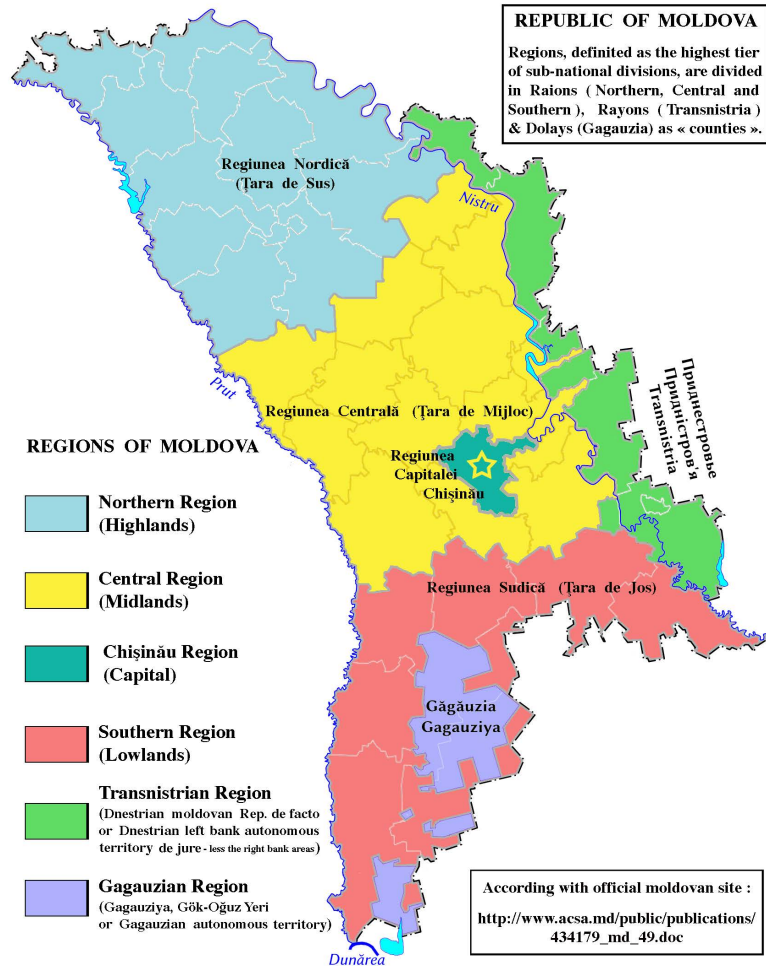 REPUBLIC OF MOLDOVA
Regions, definited as the highest tier
of sub-national divisions, are divided
in Raions ( Northern, Central and
Southern ), Rayons ( Transnistria )
& Dolays (Gagauzia) as « counties ».
Regiunea Nordică
(Ţara de Sus)
Nistru
Prut
Regiunea Centrală (Ţara de Mijloc)
Regiunea
Capitalei
Chişinău
Приднестровье
Придністров'я
Transnistria
Regiunea Sudică (Ţara de Jos)
Găgăuzia
Gagauziya
Dunărea
REGIONS OF MOLDOVA
Northern Region
(Highlands)
Central Region
(Midlands)
Chişinău Region
(Capital)
Southern Region
(Lowlands)
Transnistrian Region
(Dnestrian moldovan Rep. de facto
or Dnestrian left bank autonomous
territory de jure - less the right bank areas)
Gagauzian Region
(Gagauziya, Gök-Oğuz Yeri
or Gagauzian autonomous territory)
According with official moldovan site :
http://www.acsa.md/public/publications/
434179_md_49.doc